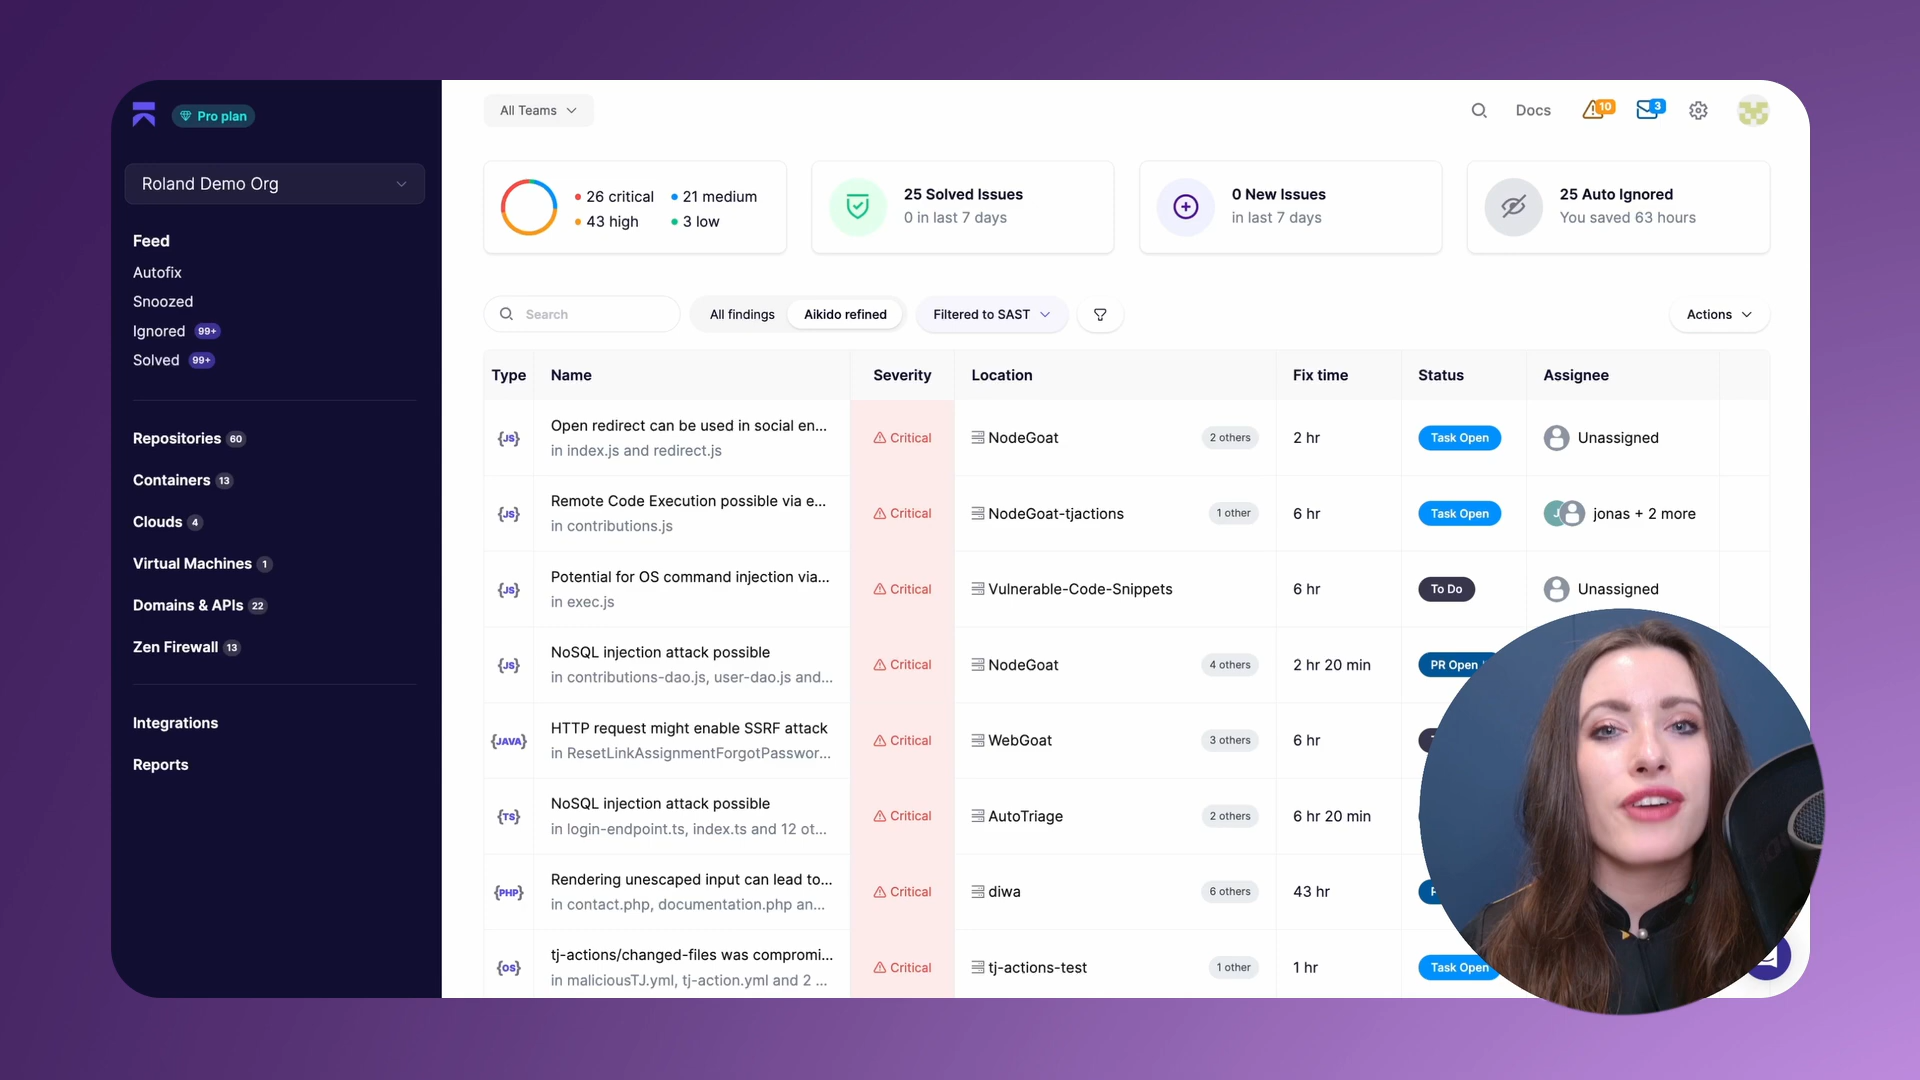 Pro plan
Roland Demo Org
Feed
Autofix
Snoozed
Ignored 99+
Solved 99+
Repositories 60
Containers 13
Clouds 4
Virtual Machines 1
Domains & APIs 22
Zen Firewall 13
Integrations
Reports
All Teams
Docs
10
3
26 critical
21 medium
43 high
3 low
25 Solved Issues
0 in last 7 days
0 New Issues
in last 7 days
25 Auto Ignored
You saved 63 hours
Search
All findings
Aikido refined
Filtered to SAST
Actions
Type Name Severity Location Fix time Status Assignee
{JS} Open redirect can be used in social en... Critical NodeGoat 2 others 2 hr Task Open Unassigned
in index.js and redirect.js
{JS} Remote Code Execution possible via e... Critical NodeGoat-tjactions 1 other 6 hr Task Open J jonas + 2 more
in contributions.js
{JS} Potential for OS command injection via... Critical Vulnerable-Code-Snippets 6 hr To Do Unassigned
in exec.js
{JS} NoSQL injection attack possible Critical NodeGoat 4 others 2 hr 20 min PR Open
in contributions-dao.js, user-dao.js and...
{JAVA} HTTP request might enable SSRF attack Critical WebGoat 3 others 6 hr
in ResetLinkAssignmentForgotPasswor...
{TS} NoSQL injection attack possible Critical AutoTriage 2 others 6 hr 20 min
in login-endpoint.ts, index.ts and 12 ot...
{PHP} Rendering unescaped input can lead to... Critical diwa 6 others 43 hr
in contact.php, documentation.php an...
{OS} tj-actions/changed-files was compromi... Critical tj-actions-test 1 other 1 hr Task Open
in maliciousTJ.yml, tj-action.yml and 2 ...